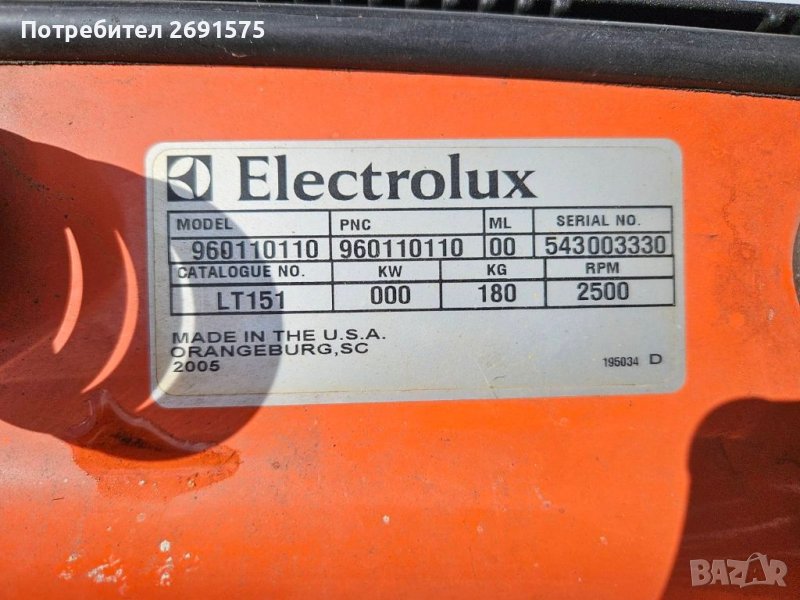 Потребител 2691575
Electrolux
MODEL PNC ML SERIAL NO.
960110110 960110110 00 543003330
CATALOGUE NO. KW KG RPM
LT151 000 180 2500
MADE IN THE U.S.A.
ORANGEBURG,SC
2005
195034 D
BAZAR